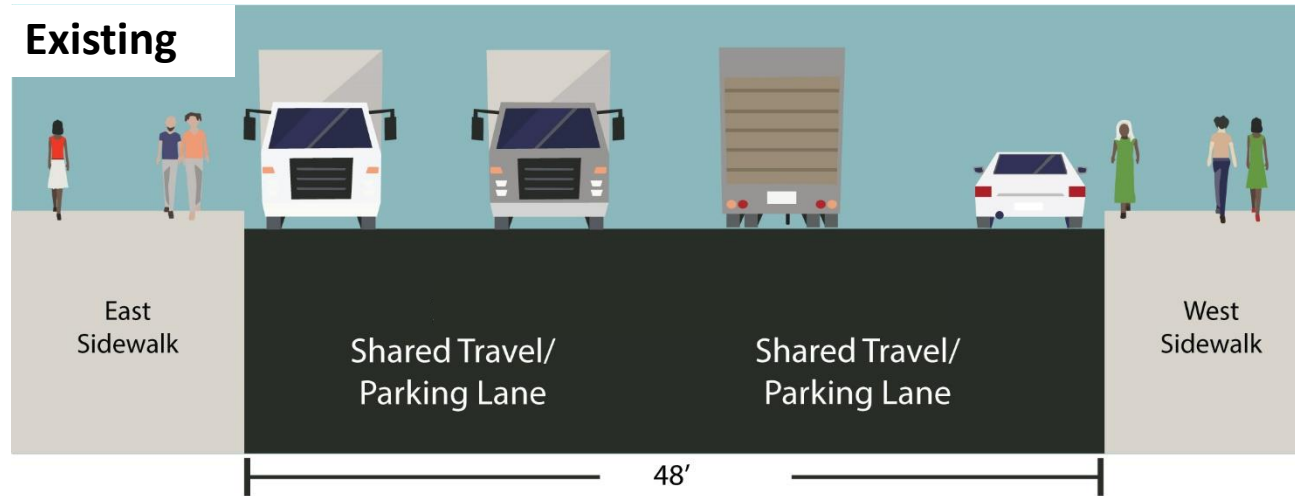 Existing
East
Sidewalk
Shared Travel/
Parking Lane
Shared Travel/
Parking Lane
West
Sidewalk
48’